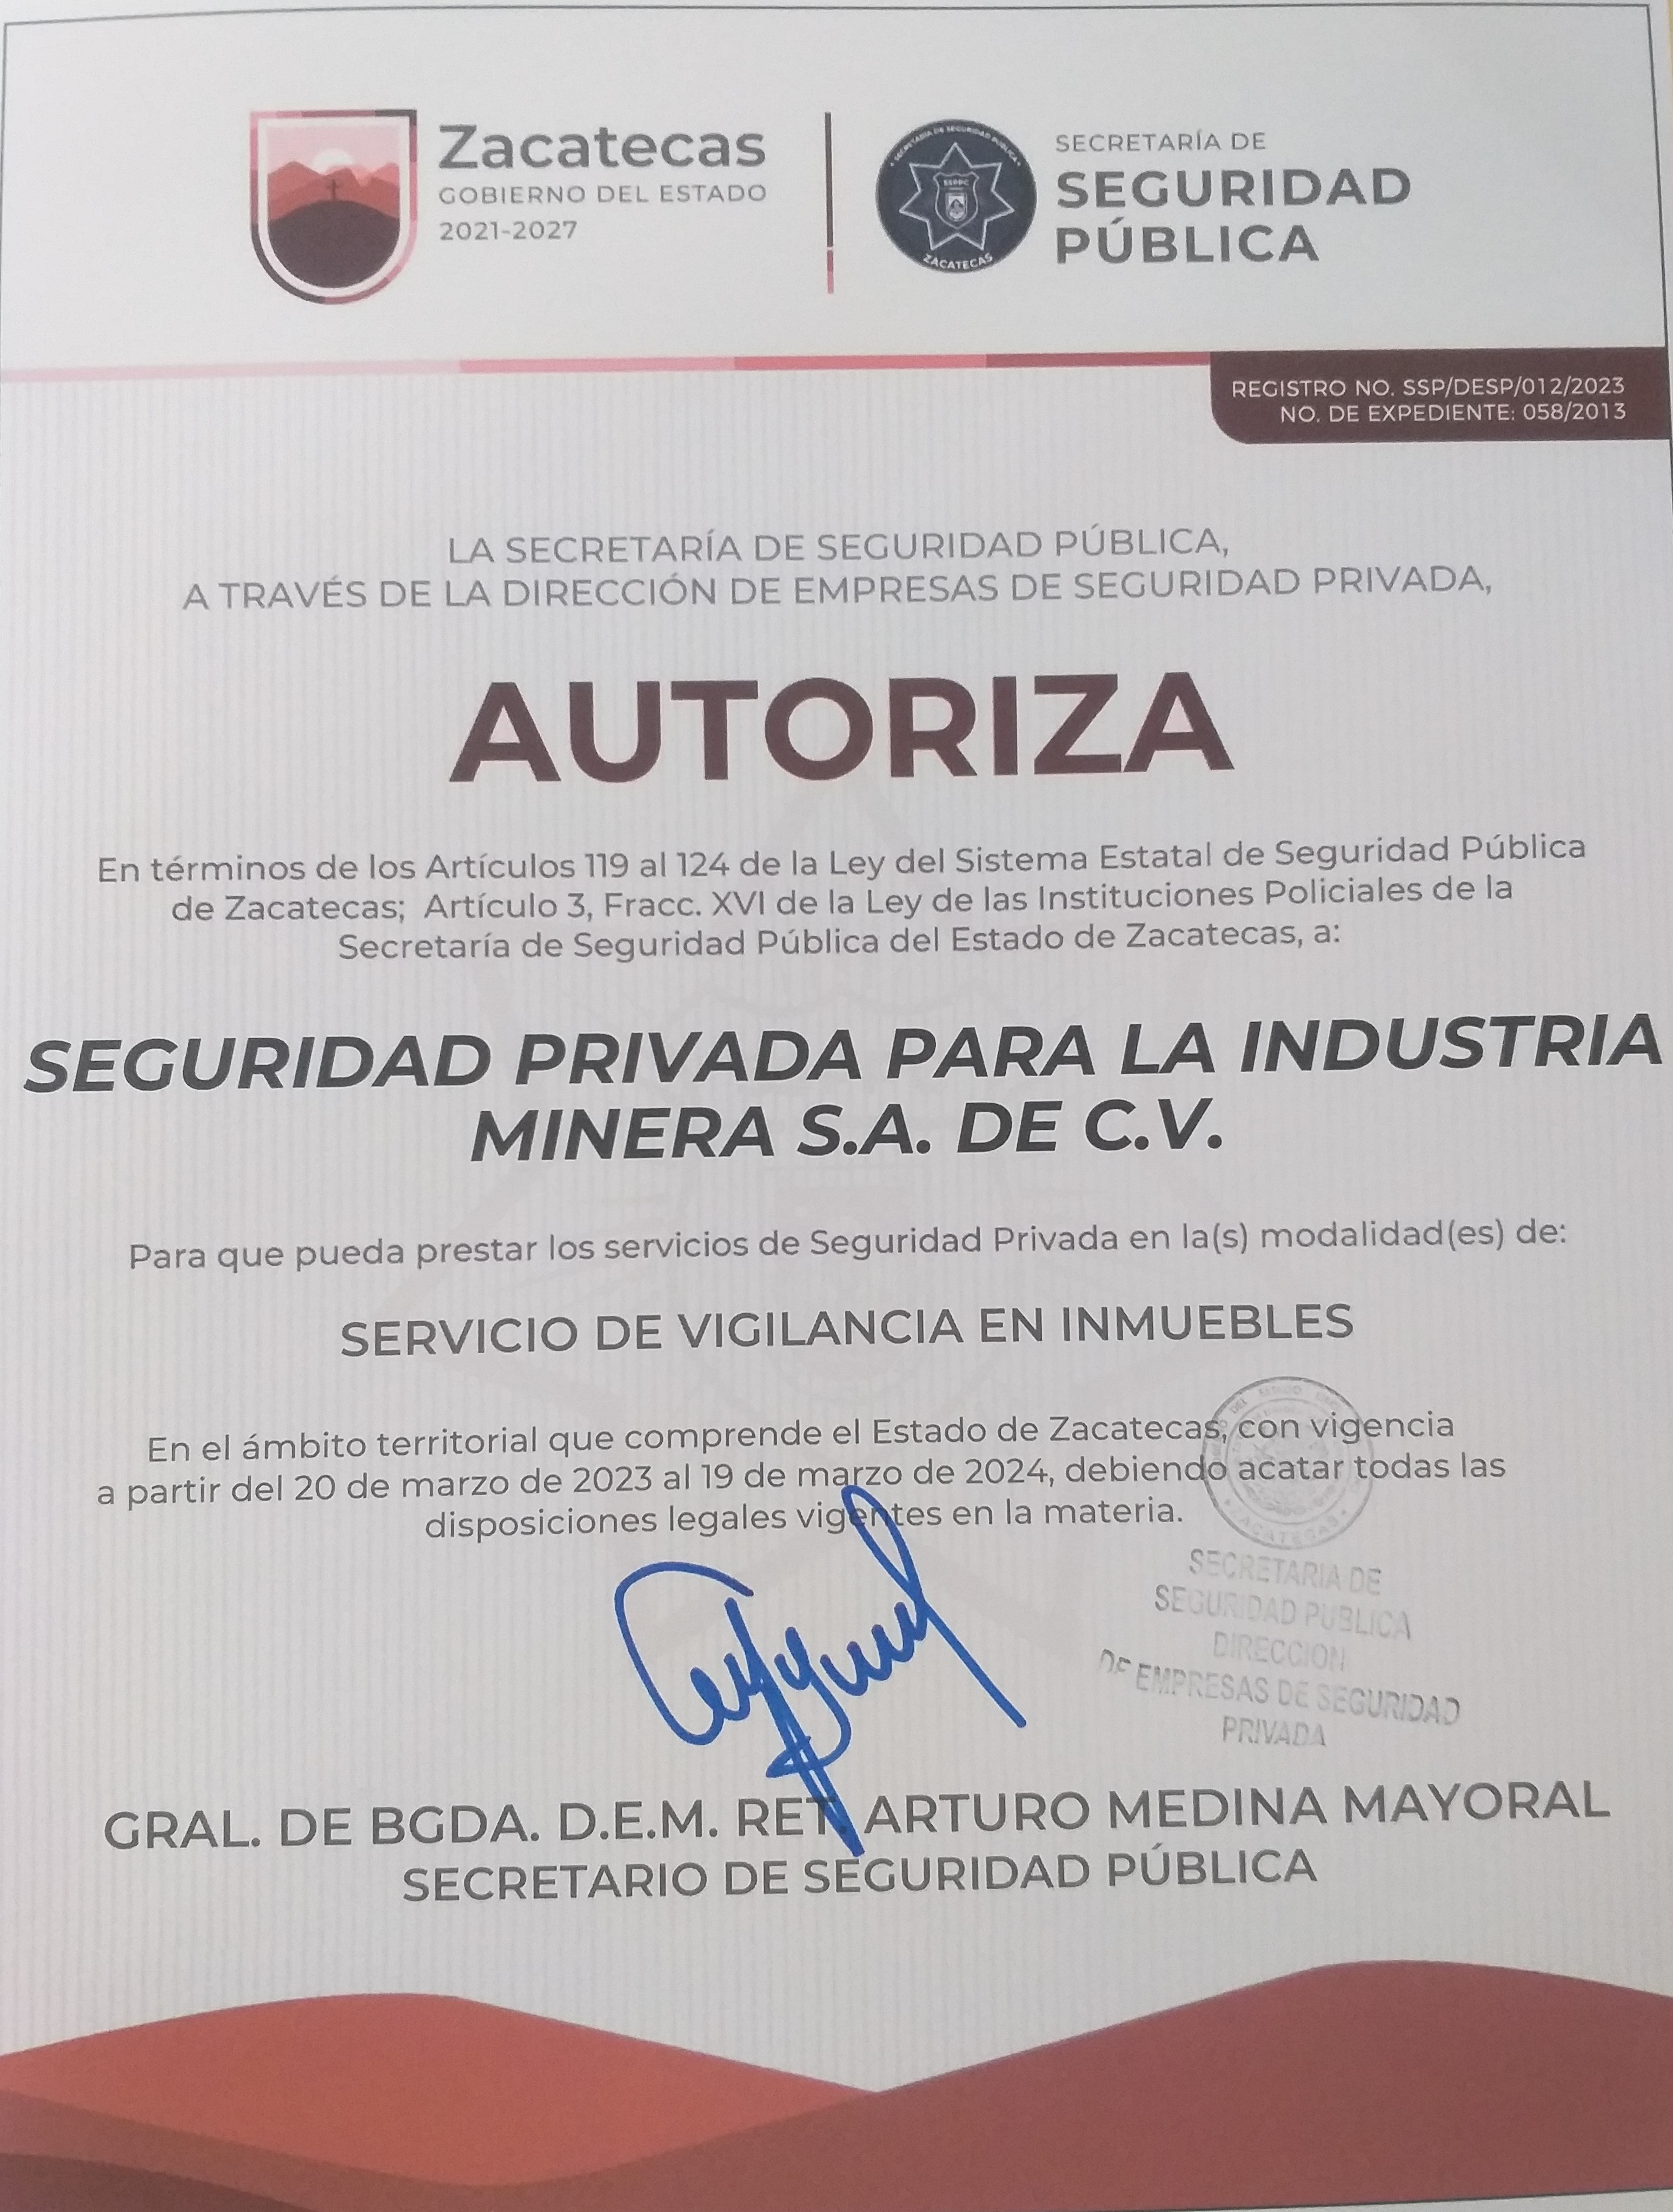 Zacatecas
GOBIERNO DEL ESTADO
2021-2027
SECRETARÍA DE SEGURIDAD PÚBLICA
SSPPC
ZACATECAS
SECRETARÍA DE
SEGURIDAD
PÚBLICA
REGISTRO NO. SSP/DESP/012/2023
NO. DE EXPEDIENTE: 058/2013
LA SECRETARÍA DE SEGURIDAD PÚBLICA,
A TRAVÉS DE LA DIRECCIÓN DE EMPRESAS DE SEGURIDAD PRIVADA,
AUTORIZA
En términos de los Artículos 119 al 124 de la Ley del Sistema Estatal de Seguridad Pública
de Zacatecas; Artículo 3, Fracc. XVI de la Ley de las Instituciones Policiales de la
Secretaría de Seguridad Pública del Estado de Zacatecas, a:
SEGURIDAD PRIVADA PARA LA INDUSTRIA
MINERA S.A. DE C.V.
Para que pueda prestar los servicios de Seguridad Privada en la(s) modalidad(es) de:
SERVICIO DE VIGILANCIA EN INMUEBLES
En el ámbito territorial que comprende el Estado de Zacatecas, con vigencia
a partir del 20 de marzo de 2023 al 19 de marzo de 2024, debiendo acatar todas las
disposiciones legales vigentes en la materia.
ZACATECAS
SECRETARIA DE
SEGURIDAD PUBLICA
DIRECCION
DE EMPRESAS DE SEGURIDAD
PRIVADA
GRAL. DE BGDA. D.E.M. RET. ARTURO MEDINA MAYORAL
SECRETARIO DE SEGURIDAD PÚBLICA